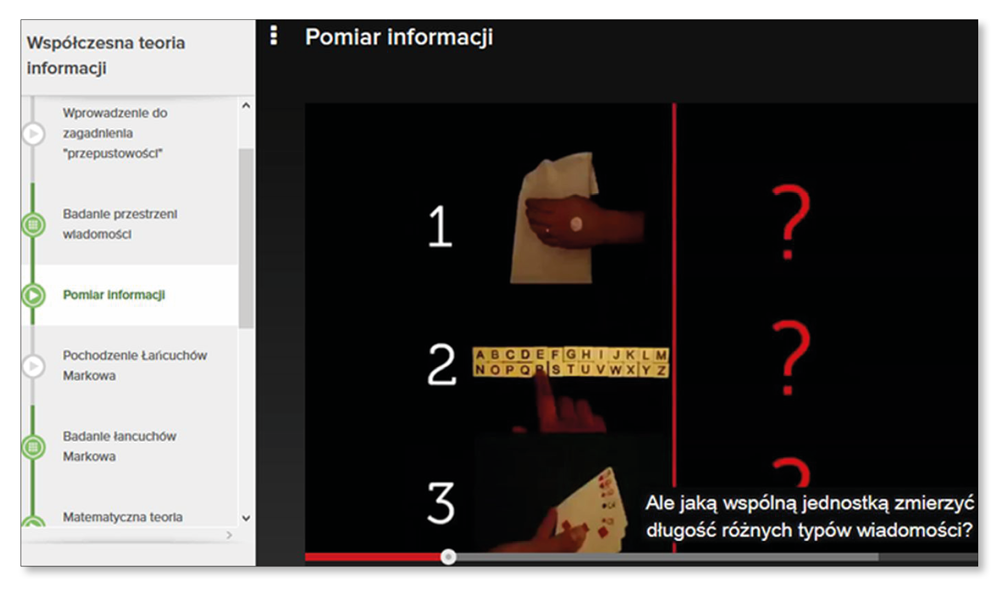 Współczesna teoria
informacji
Wprowadzenie do
zagadnienia
"przepustowości"
Badanie przestrzeni
wiadomości
Pomiar informacji
Pochodzenie Łańcuchów
Markowa
Badanie łancuchów
Markowa
Matematyczna teoria
Pomiar informacji
1
?
2
A B C D E F G H I J K L M
N O P Q R S T U V W X Y Z
?
3
?
Ale jaką wspólną jednostką zmierzyć
długość różnych typów wiadomości?